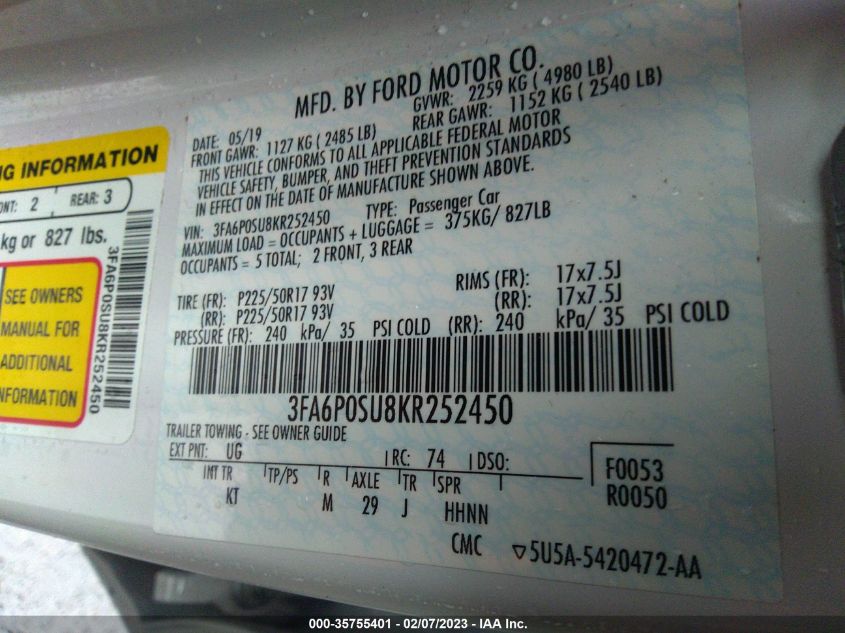 MFD. BY FORD MOTOR CO.
DATE: 05/19
GVWR: 2259 KG ( 4980 LB)
FRONT GAWR: 1127 KG ( 2485 LB)
REAR GAWR: 1152 KG ( 2540 LB)
THIS VEHICLE CONFORMS TO ALL APPLICABLE FEDERAL MOTOR
VEHICLE SAFETY, BUMPER, AND THEFT PREVENTION STANDARDS
IN EFFECT ON THE DATE OF MANUFACTURE SHOWN ABOVE.
VIN: 3FA6P0SU8KR252450 TYPE: Passenger Car
MAXIMUM LOAD = OCCUPANTS + LUGGAGE = 375KG/ 827LB
OCCUPANTS = 5 TOTAL; 2 FRONT, 3 REAR
TIRE (FR): P225/50R17 93V RIMS (FR): 17x7.5J
(RR): P225/50R17 93V (RR): 17x7.5J
PRESSURE (FR): 240 kPa/ 35 PSI COLD (RR): 240 kPa/ 35 PSI COLD
3FA6P0SU8KR252450
TRAILER TOWING - SEE OWNER GUIDE
EXT PNT: UG RC: 74 DSO:
INT TR TP/PS R AXLE TR SPR
KT M 29 J HHNN
F0053
R0050
CMC ▽5U5A-5420472-AA
NG INFORMATION
ONT: 2 REAR: 3
kg or 827 lbs.
SEE OWNERS
MANUAL FOR
ADDITIONAL
INFORMATION
3FA6P0SU8KR252450
000-35755401 - 02/07/2023 - IAA Inc.